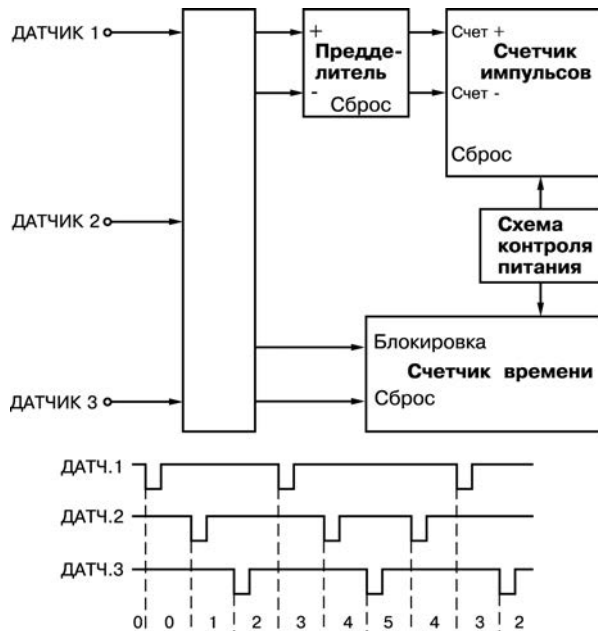 ДАТЧИК 1
+
Предде-
литель
-
Сброс
Счет +
Счетчик
импульсов
Счет -
Сброс
ДАТЧИК 2
Схема
контроля
питания
Блокировка
Счетчик времени
Сброс
ДАТЧИК 3
ДАТЧ.1
ДАТЧ.2
ДАТЧ.3
0 0 1 2 3 4 5 4 3 2